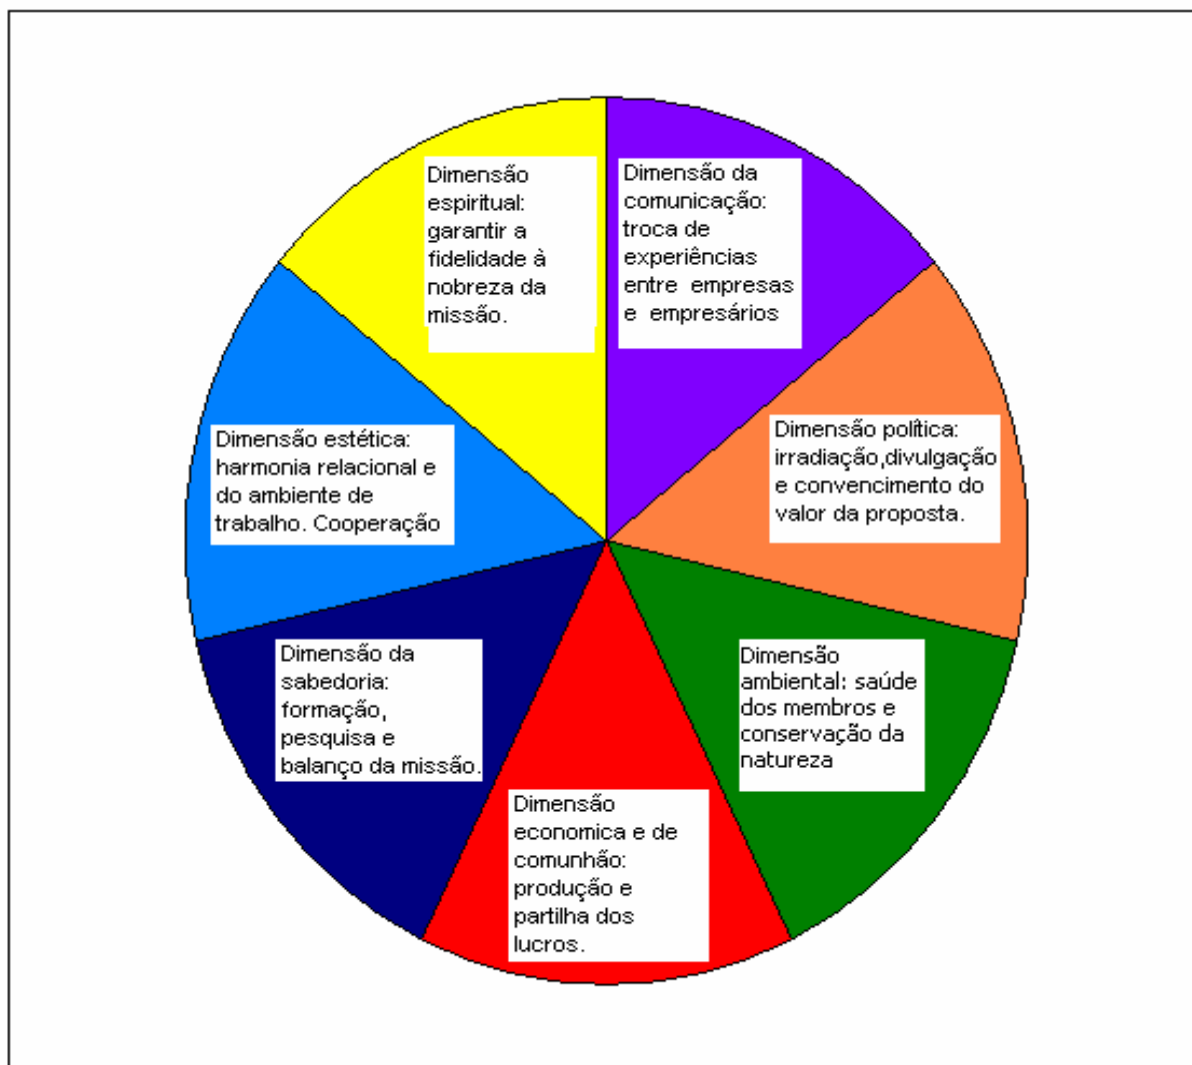 Dimensão
espiritual:
garantir a
fidelidade à
nobreza da
missão.
Dimensão da
comunicação:
troca de
experiências
entre empresas
e empresários
Dimensão estética:
harmonia relacional e
do ambiente de
trabalho. Cooperação
Dimensão política:
irradiação,divulgação
e convencimento do
valor da proposta.
Dimensão da
sabedoria:
formação,
pesquisa e
balanço da missão.
Dimensão
ambiental: saúde
dos membros e
conservação da
natureza
Dimensão
economica e de
comunhão:
produção e
partilha dos
lucros.